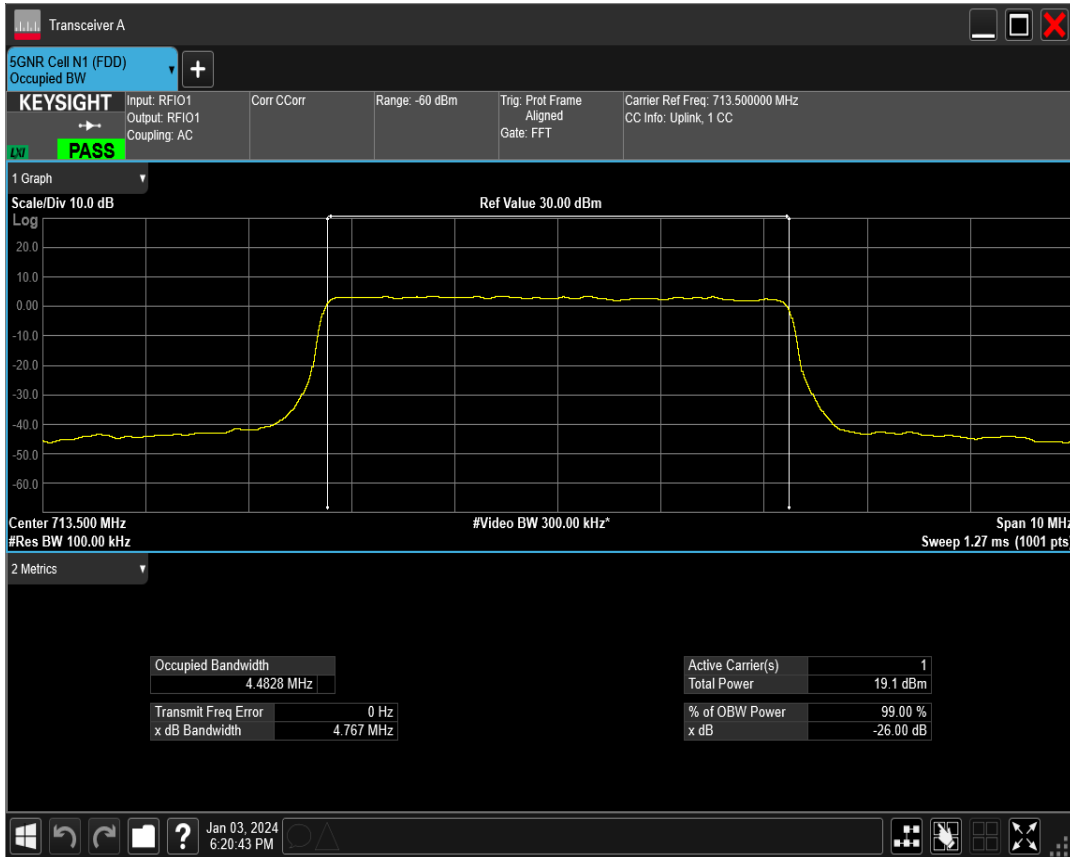 Transceiver A
5GNR Cell N1 (FDD)
Occupied BW
+
KEYSIGHT
LXI
PASS
Input: RFIO1
Output: RFIO1
Coupling: AC
Corr CCorr
Range: -60 dBm
Trig: Prot Frame
Aligned
Gate: FFT
Carrier Ref Freq: 713.500000 MHz
CC Info: Uplink, 1 CC
1 Graph
Scale/Div 10.0 dB
Ref Value 30.00 dBm
Log
20.0
10.0
0.00
-10.0
-20.0
-30.0
-40.0
-50.0
-60.0
Center 713.500 MHz
#Video BW 300.00 kHz*
Span 10 MHz
#Res BW 100.00 kHz
Sweep 1.27 ms (1001 pts)
2 Metrics
Occupied Bandwidth
4.4828 MHz
Transmit Freq Error 0 Hz
x dB Bandwidth 4.767 MHz
Active Carrier(s) 1
Total Power 19.1 dBm
% of OBW Power 99.00 %
x dB -26.00 dB
?
Jan 03, 2024
6:20:43 PM